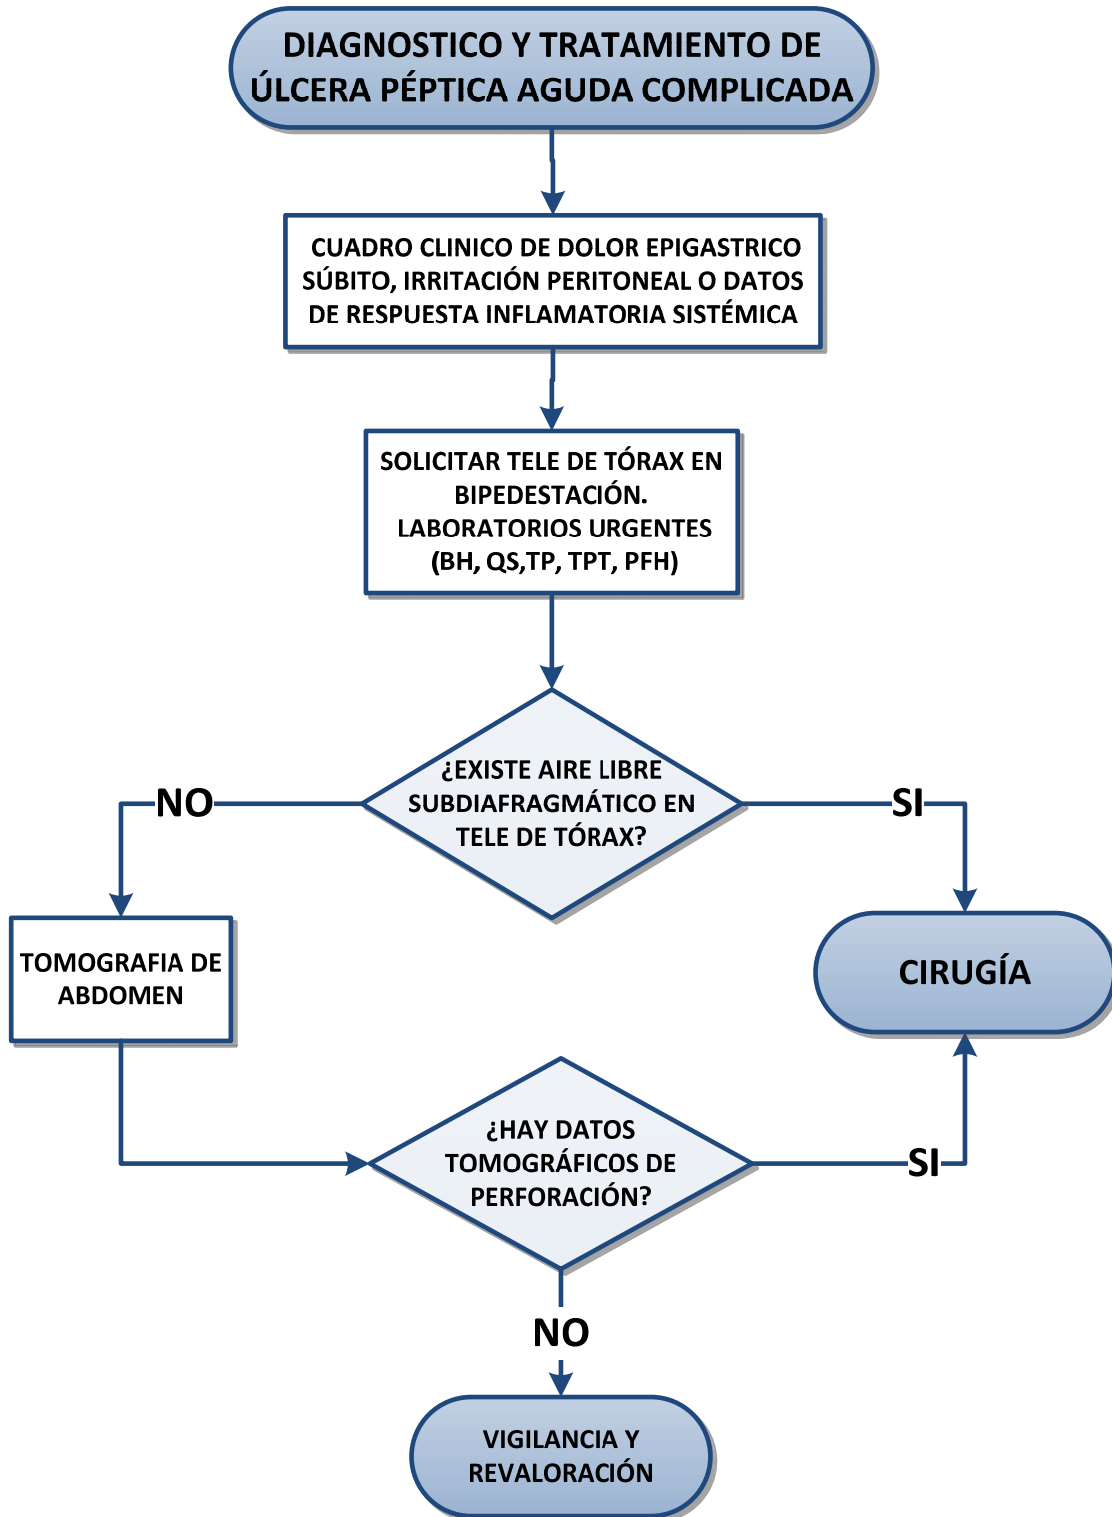 DIAGNOSTICO Y TRATAMIENTO DE
ÚLCERA PÉPTICA AGUDA COMPLICADA
CUADRO CLINICO DE DOLOR EPIGASTRICO
SÚBITO, IRRITACIÓN PERITONEAL O DATOS
DE RESPUESTA INFLAMATORIA SISTÉMICA
SOLICITAR TELE DE TÓRAX EN
BIPEDESTACIÓN.
LABORATORIOS URGENTES
(BH, QS,TP, TPT, PFH)
¿EXISTE AIRE LIBRE
SUBDIAFRAGMÁTICO EN
TELE DE TÓRAX?
NO
SI
TOMOGRAFIA DE
ABDOMEN
CIRUGÍA
¿HAY DATOS
TOMOGRÁFICOS DE
PERFORACIÓN?
SI
NO
VIGILANCIA Y
REVALORACIÓN